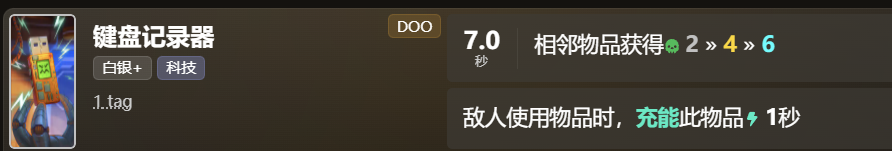 键盘记录器
DOO
白银+
科技
1 tag
7.0
秒
相邻物品获得 2 » 4 » 6
敌人使用物品时，充能此物品 1秒